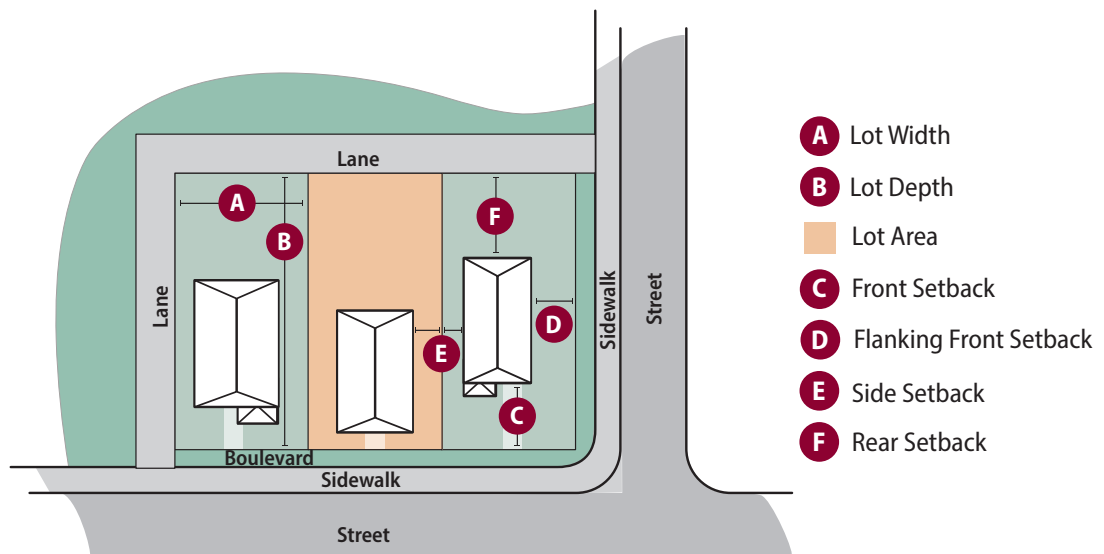 Lane
A
B
F
Lane
D
E
C
Sidewalk
Street
Boulevard
Sidewalk
Street
A Lot Width
B Lot Depth
Lot Area
C Front Setback
D Flanking Front Setback
E Side Setback
F Rear Setback